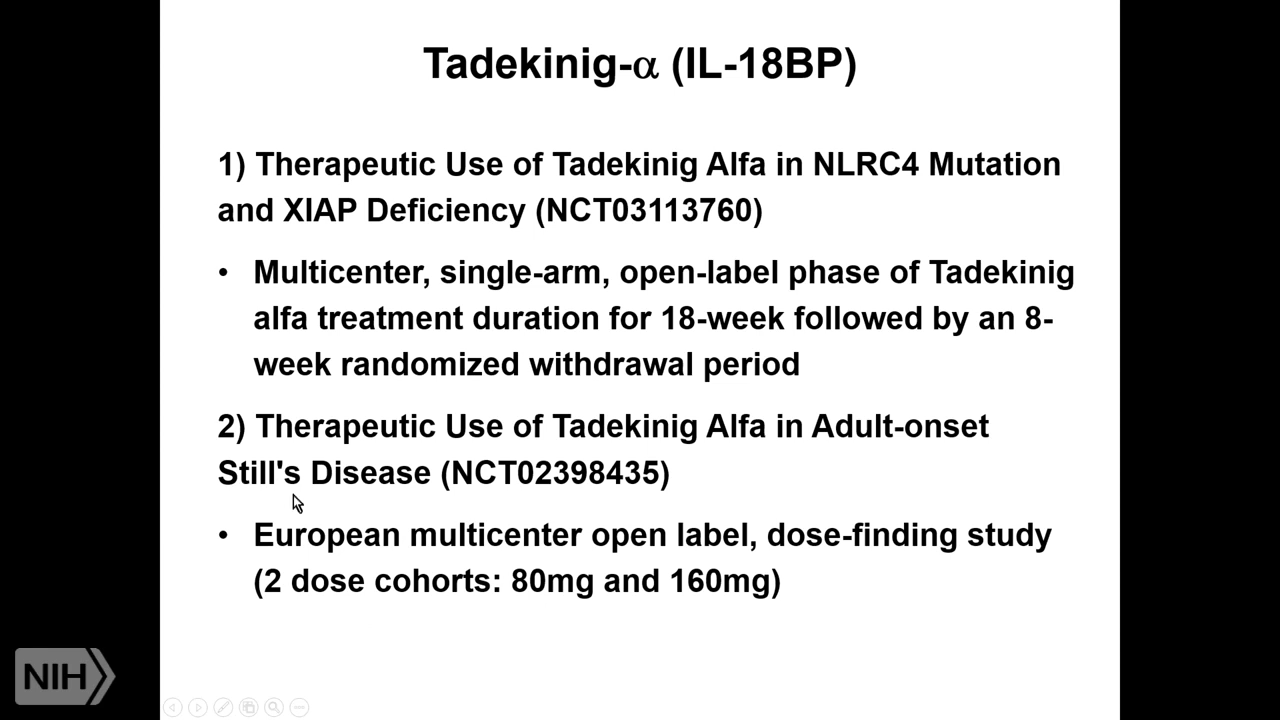 Tadekinig-α (IL-18BP)
1) Therapeutic Use of Tadekinig Alfa in NLRC4 Mutation
and XIAP Deficiency (NCT03113760)
• Multicenter, single-arm, open-label phase of Tadekinig
alfa treatment duration for 18-week followed by an 8-
week randomized withdrawal period
2) Therapeutic Use of Tadekinig Alfa in Adult-onset
Still's Disease (NCT02398435)
• European multicenter open label, dose-finding study
(2 dose cohorts: 80mg and 160mg)
NIH